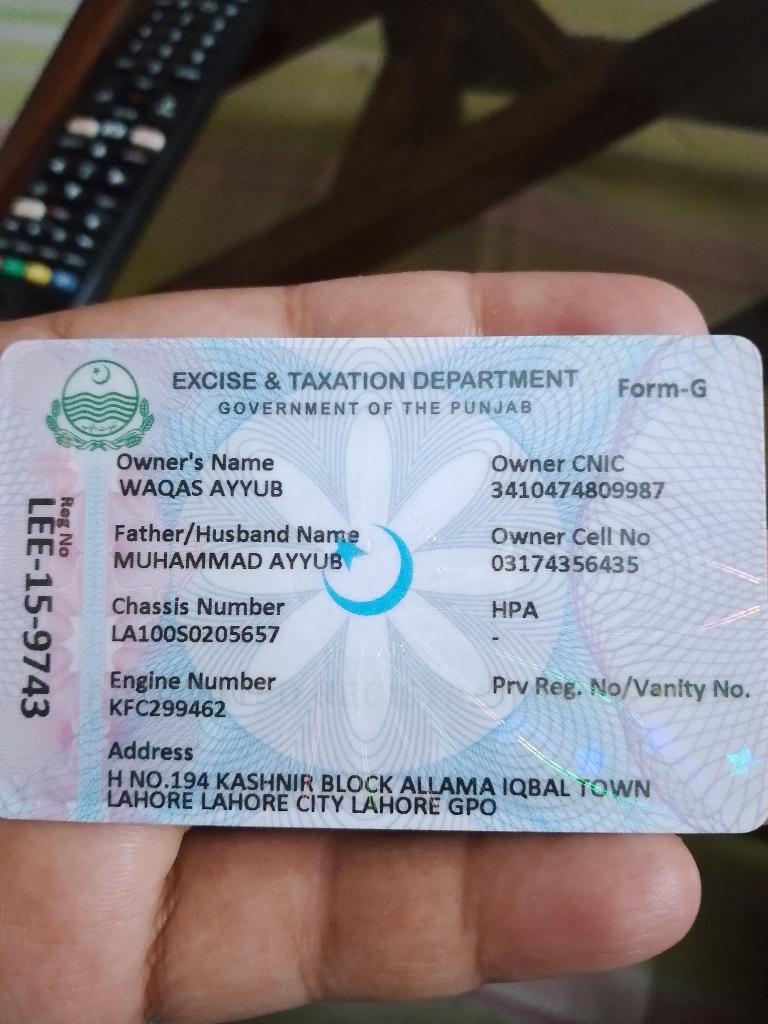 EXCISE & TAXATION DEPARTMENT
GOVERNMENT OF THE PUNJAB
Form-G
Reg No
LEE-15-9743
Owner's Name
WAQAS AYYUB
Owner CNIC
3410474809987
Father/Husband Name
MUHAMMAD AYYUB
Owner Cell No
03174356435
Chassis Number
LA100S0205657
HPA
-
Engine Number
KFC299462
Prv Reg. No/Vanity No.
Address
H NO.194 KASHNIR BLOCK ALLAMA IQBAL TOWN
LAHORE LAHORE CITY LAHORE GPO